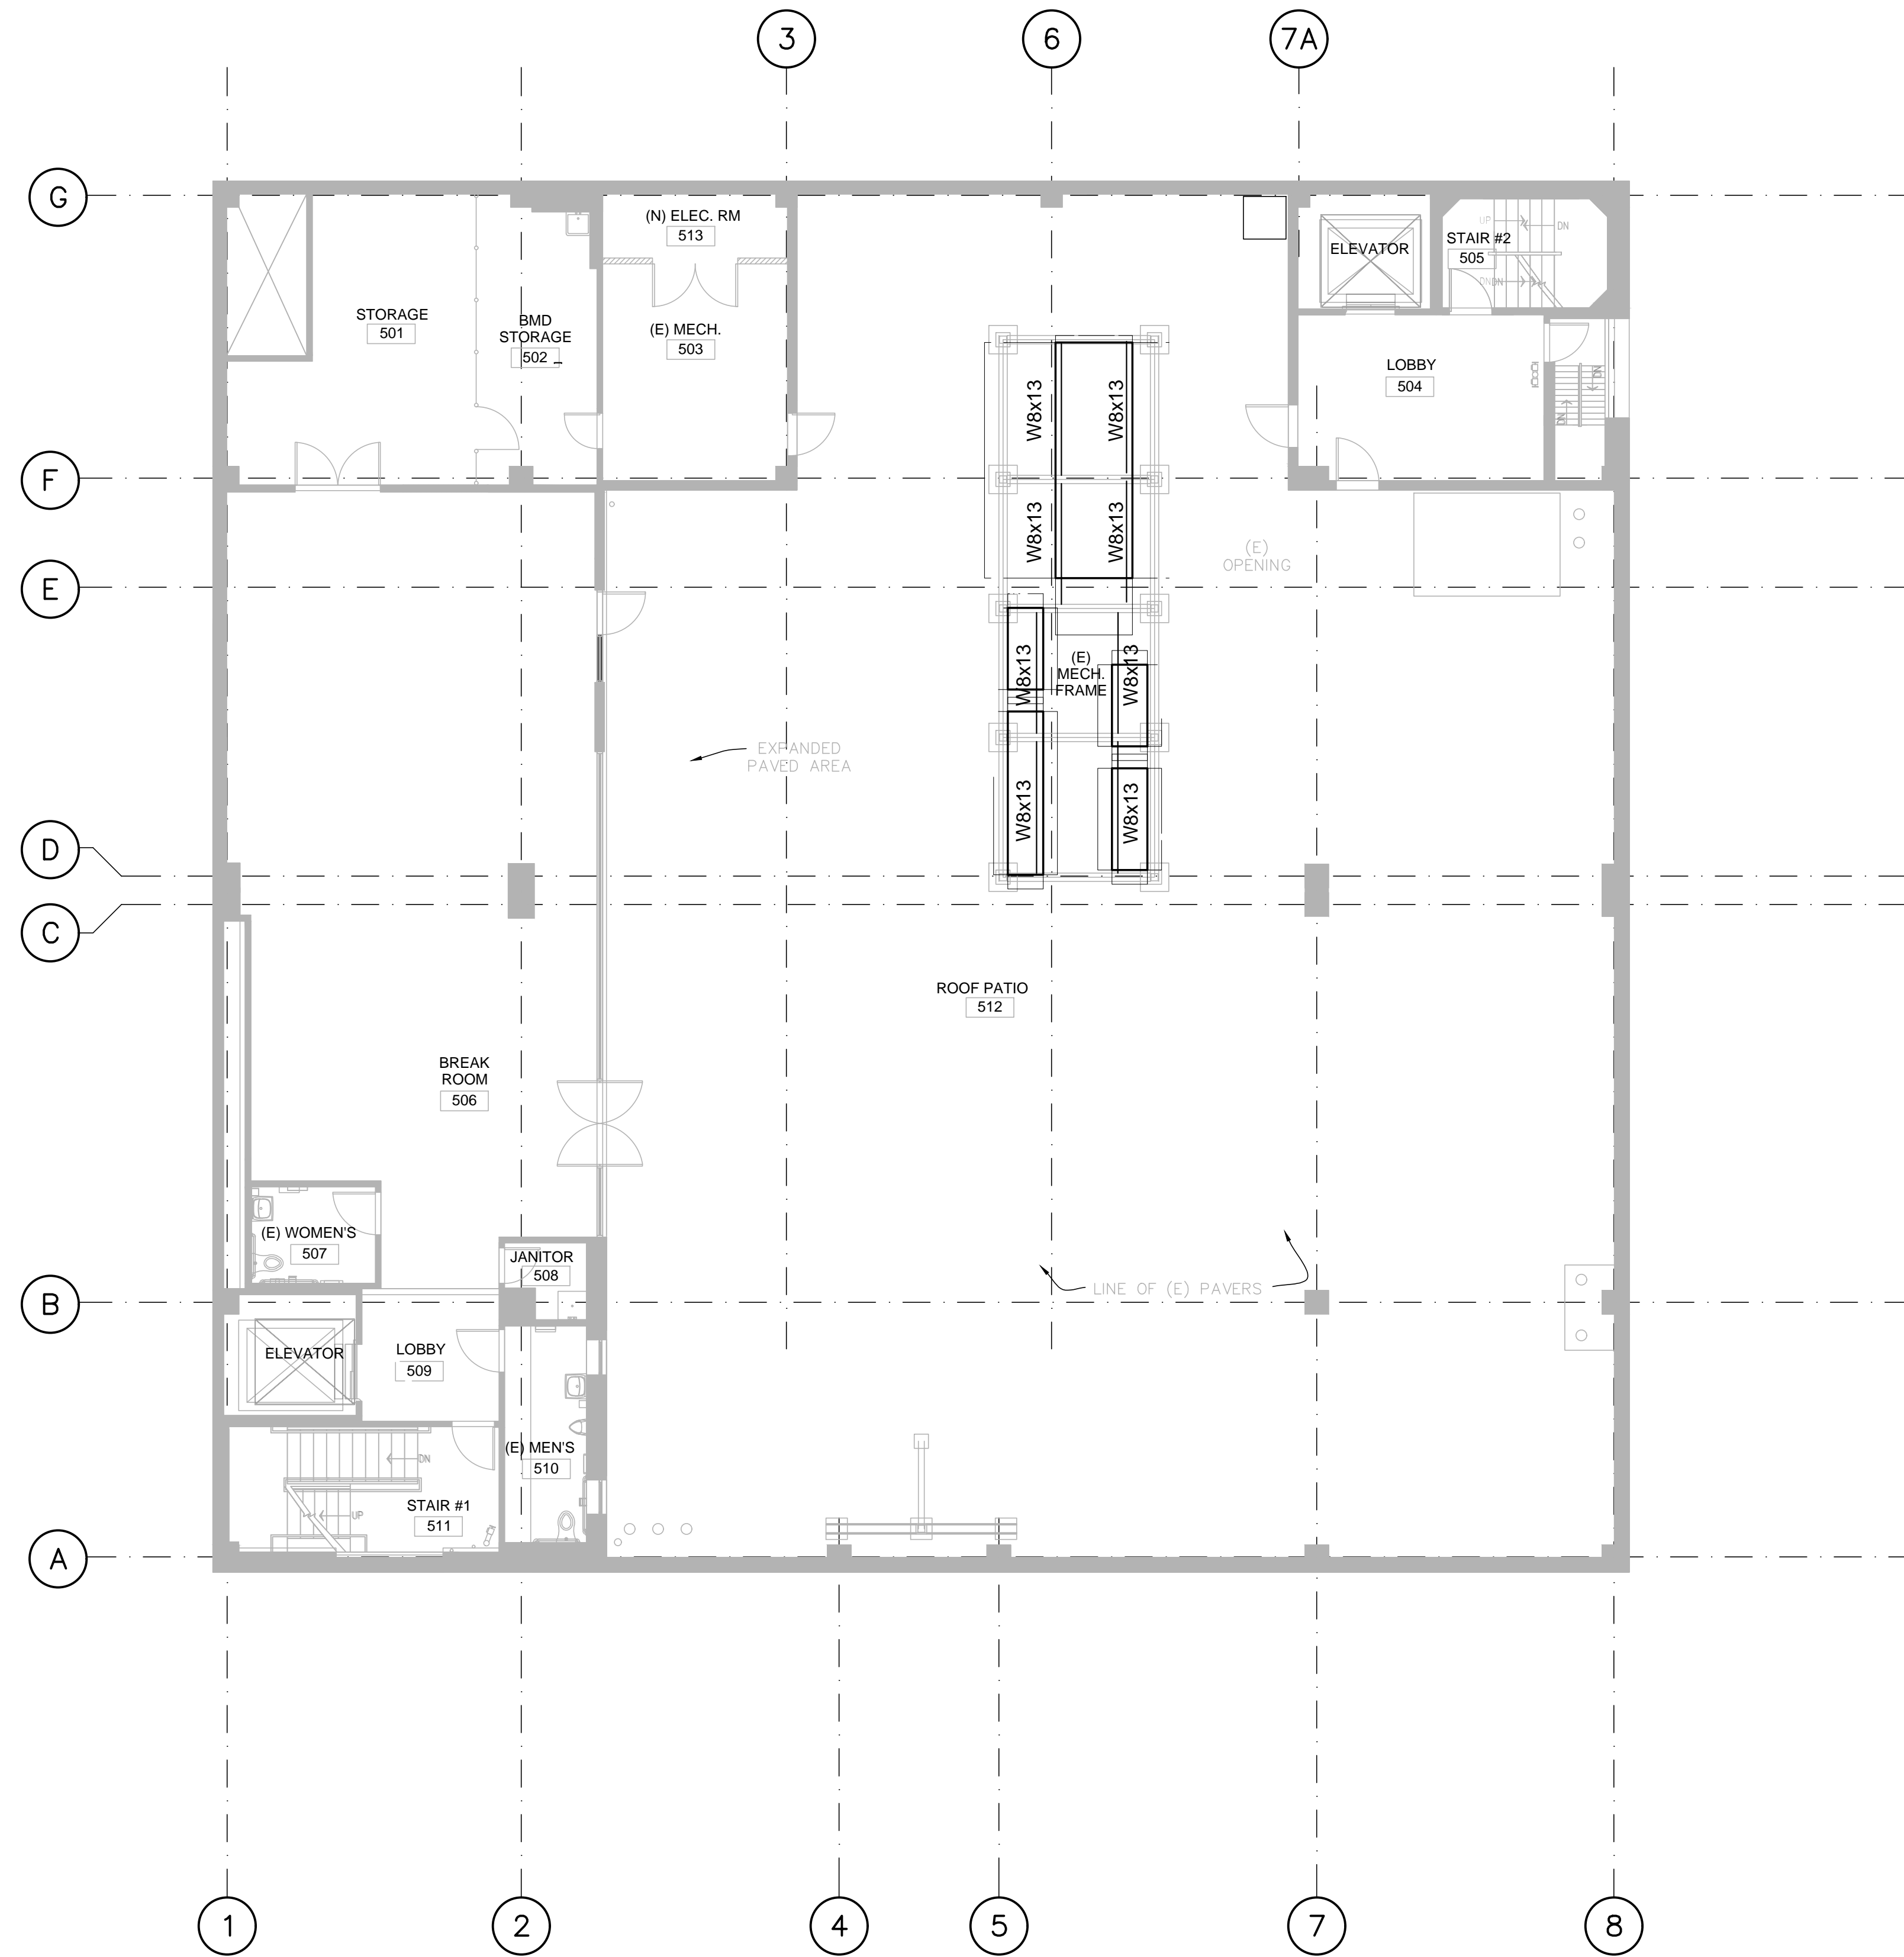 3
6
7A
G
(N) ELEC. RM
513
ELEVATOR
STAIR #2
505
UP
DN
DNDN
STORAGE
501
BMD
STORAGE
502
(E) MECH.
503
LOBBY
504
DN
DN
W8x13
W8x13
F
W8x13
W8x13
(E)
OPENING
E
W8x13
(E)
MECH.
FRAME
W8x13
EXPANDED
PAVED AREA
W8x13
W8x13
D
C
ROOF PATIO
512
BREAK
ROOM
506
(E) WOMEN'S
507
JANITOR
508
LINE OF (E) PAVERS
B
ELEVATOR
LOBBY
509
DN
(E) MEN'S
510
STAIR #1
511
UP
A
1
2
4
5
7
8